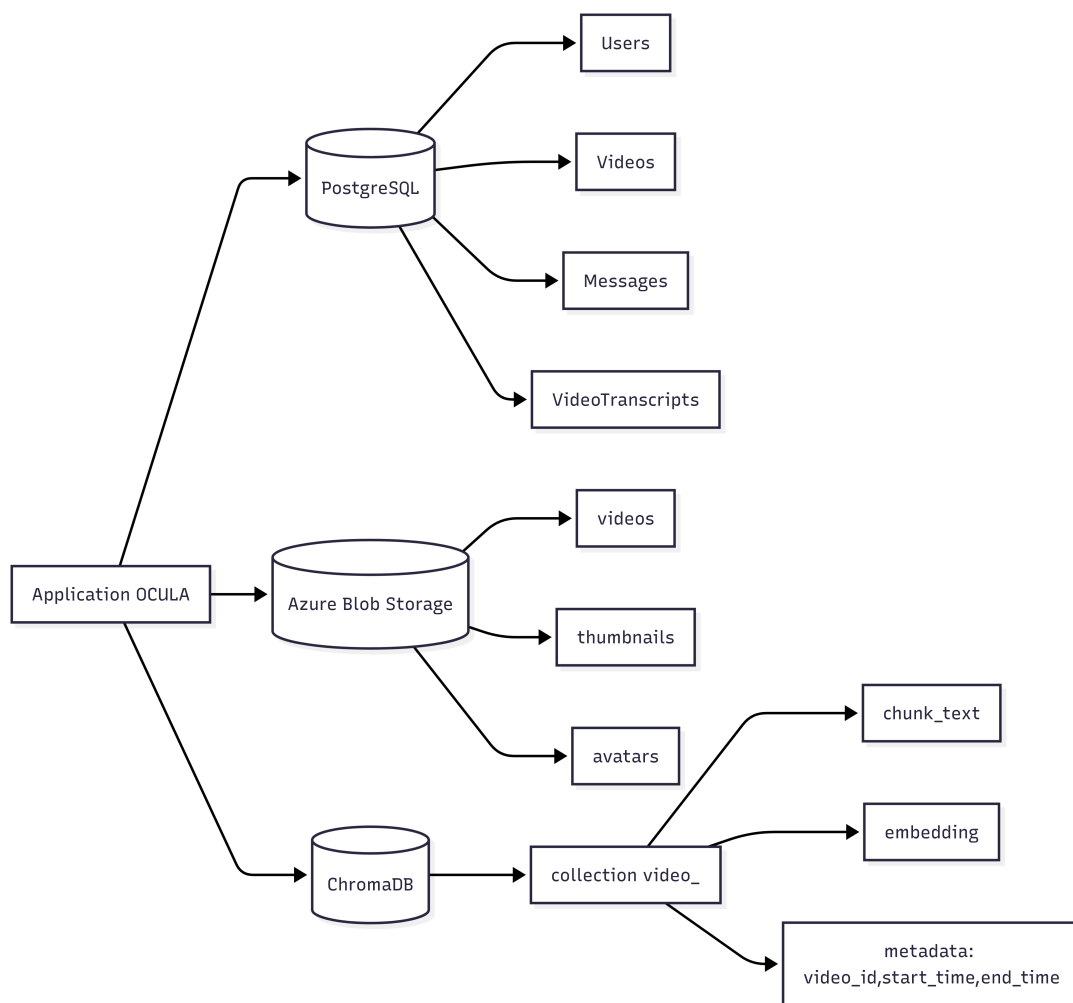 Users
PostgreSQL
Videos
Messages
VideoTranscripts
videos
Application OCULA
Azure Blob Storage
thumbnails
chunk_text
avatars
embedding
ChromaDB
collection video_
metadata:
video_id,start_time,end_time